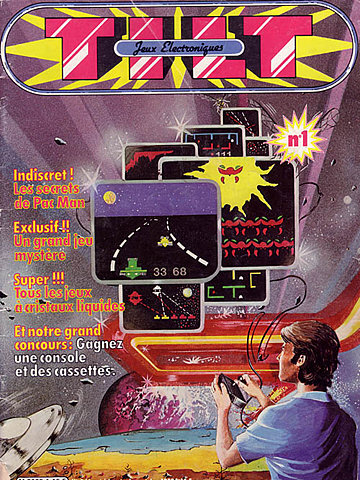 TILT
Jeux Electroniques
n°1
Indiscret !
Les secrets
de Pac Man
Exclusif !!
Un grand jeu
mystère
Super !!!
Tous les jeux
a cristaux liquides
Et notre grand
concours : Gagnez
une console
et des cassettes.
33 68